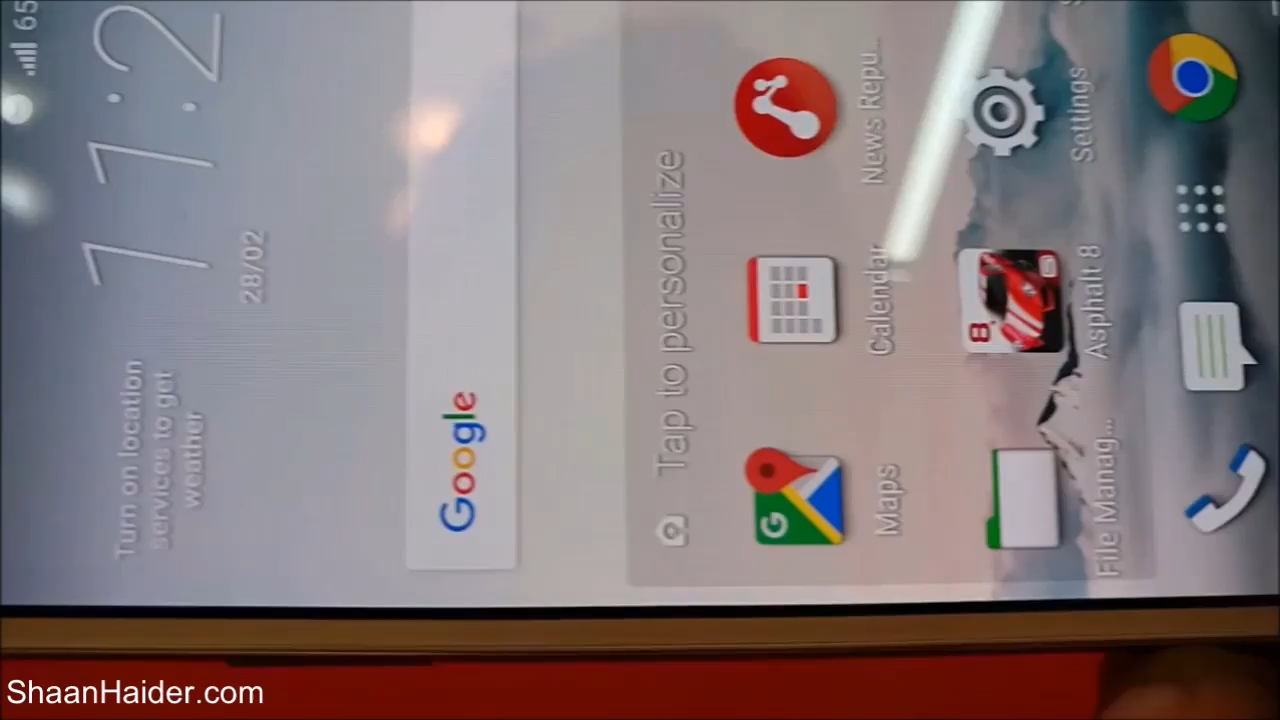 65
11:2
28/02
Turn on location
services to get
weather
Google
Tap to personalize
Maps
Calendar
News Repu...
File Manag...
Asphalt 8
Settings
ShaanHaider.com